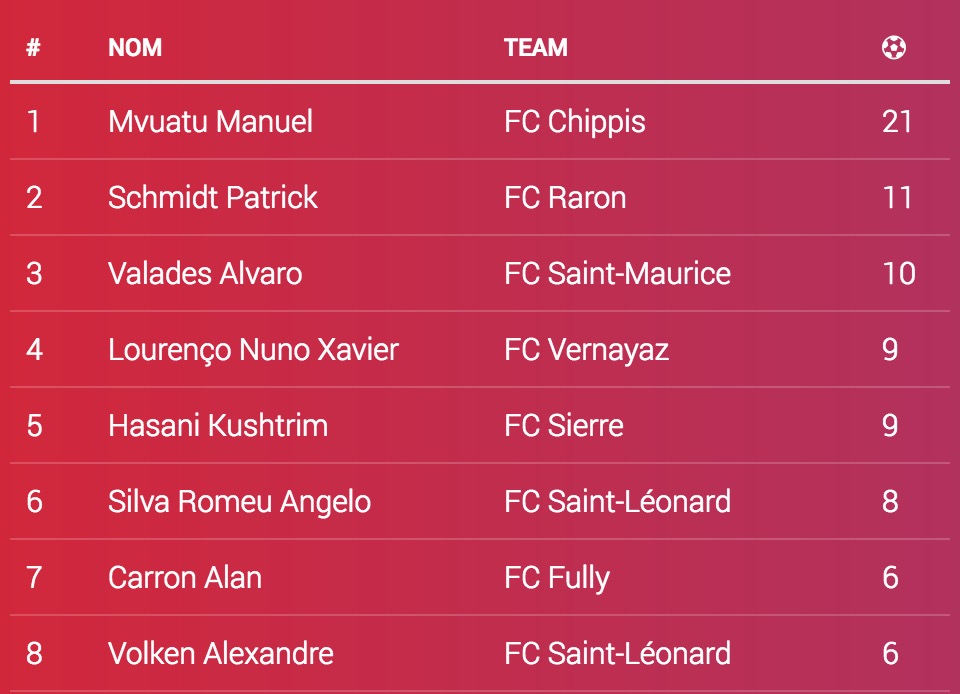 # NOM TEAM
1 Mvuatu Manuel FC Chippis 21
2 Schmidt Patrick FC Raron 11
3 Valades Alvaro FC Saint-Maurice 10
4 Lourenço Nuno Xavier FC Vernayaz 9
5 Hasani Kushtrim FC Sierre 9
6 Silva Romeu Angelo FC Saint-Léonard 8
7 Carron Alan FC Fully 6
8 Volken Alexandre FC Saint-Léonard 6